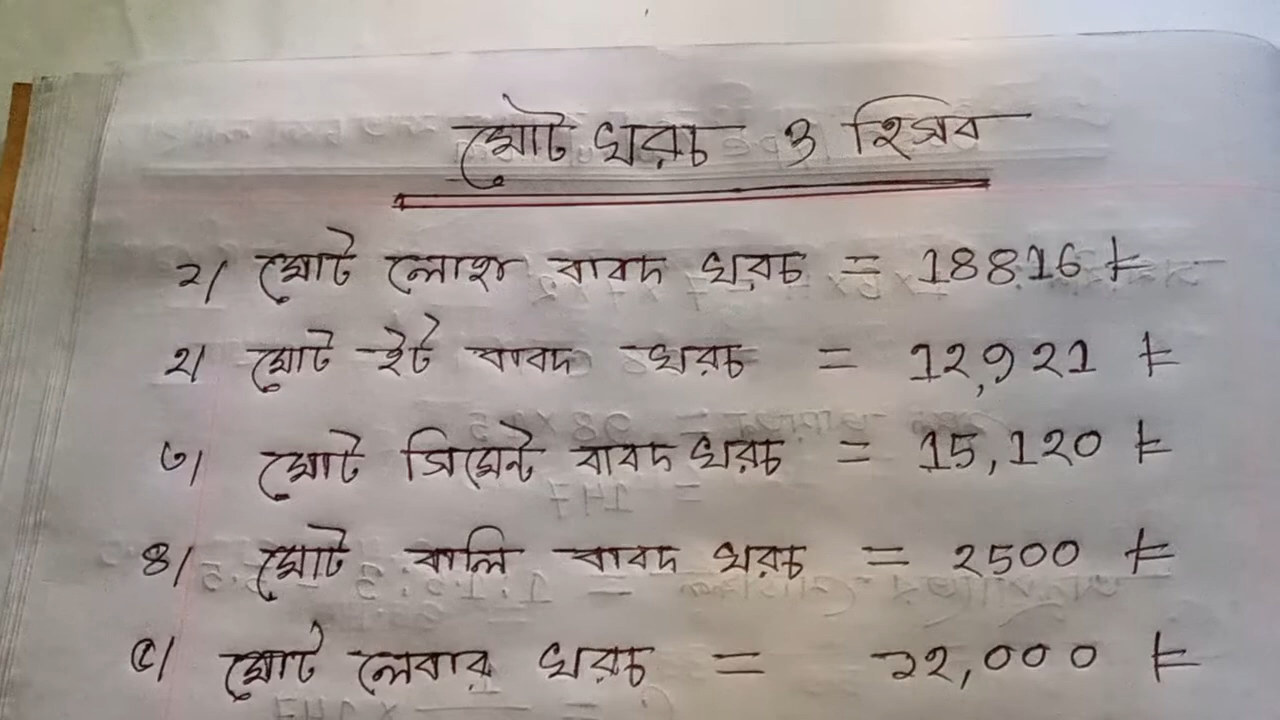 মোট খরচ ও হিসব
১/ মোট লোহা বাবদ খরচ = 18816 ৳
২/ মোট ইট বাবদ খরচ = 12,921 ৳
৩/ মোট সিমেন্ট বাবদ খরচ = 15,120 ৳
৪/ মোট বালি বাবদ খরচ = 2500 ৳
৫/ মোট লেবার খরচ = 22,000 ৳